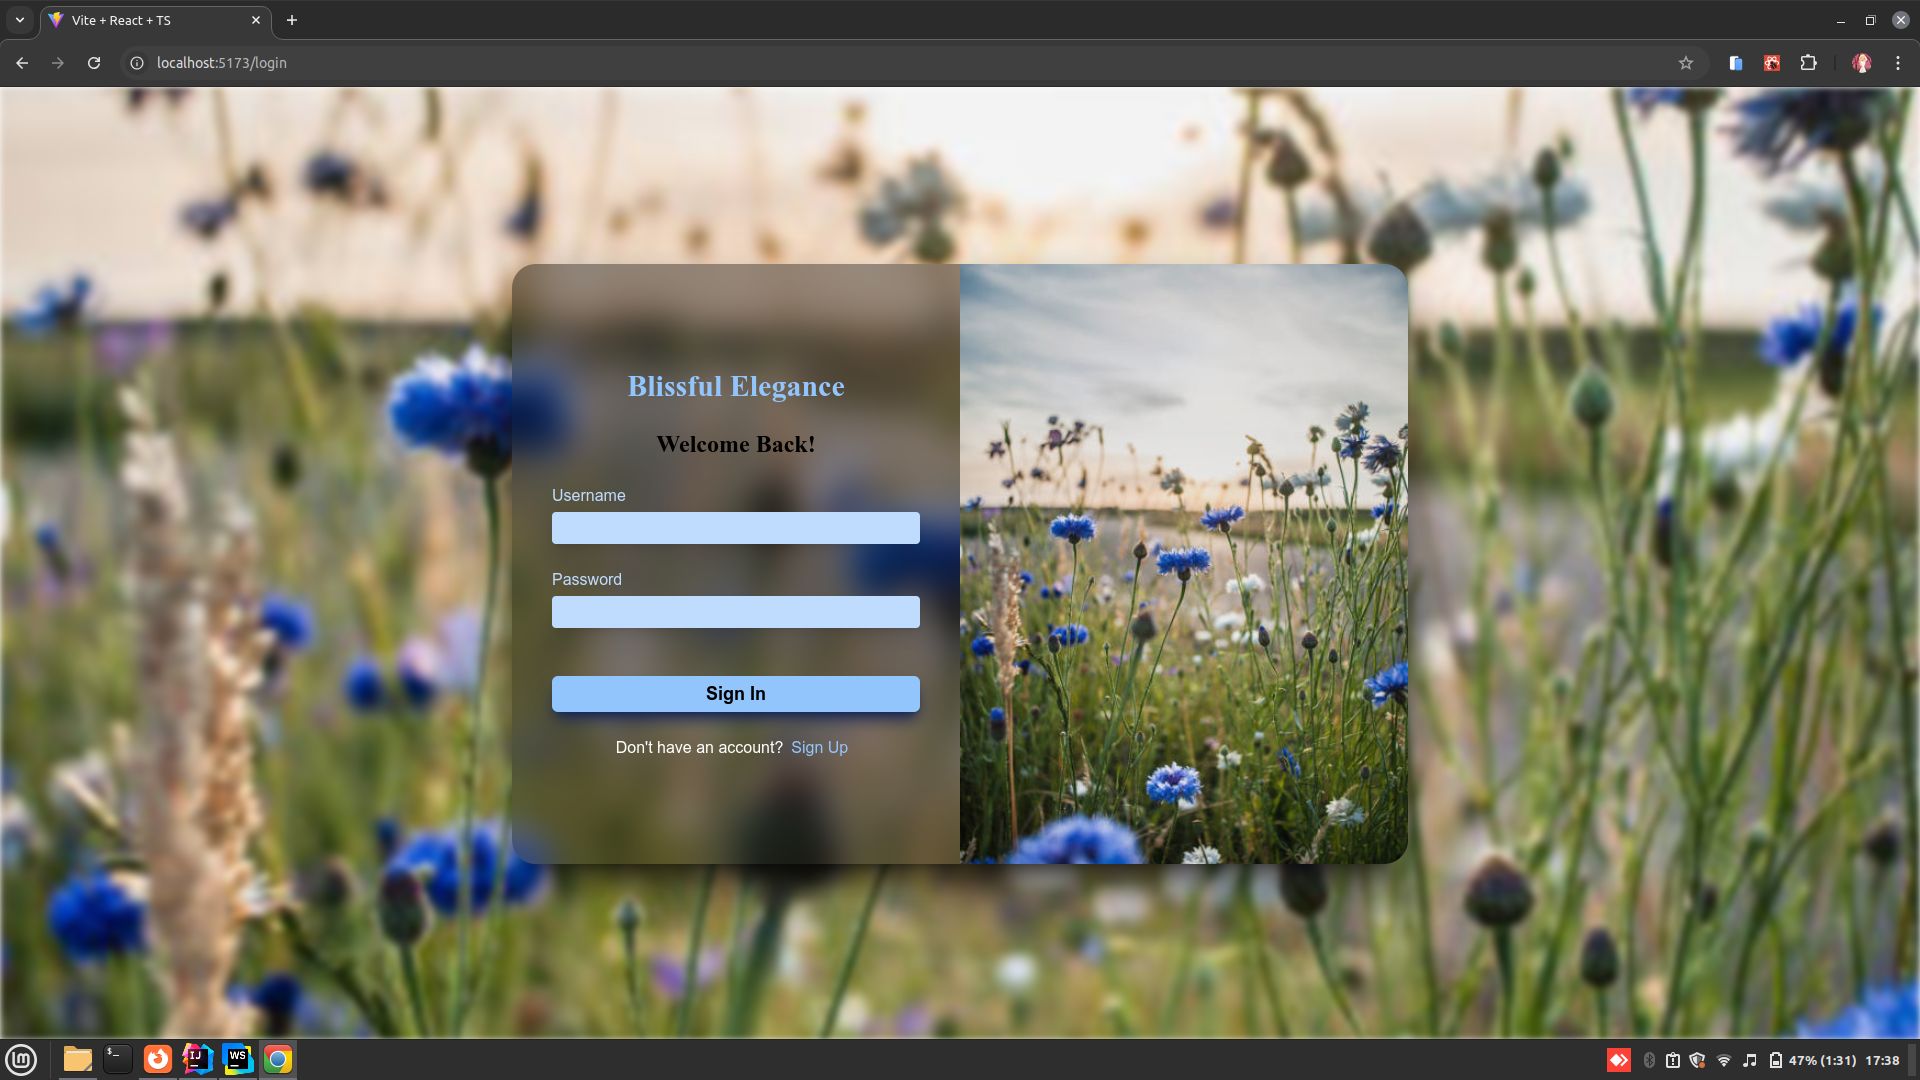 Vite + React + TS
localhost:5173/login
Blissful Elegance
Welcome Back!
Username
Password
Sign In
Don't have an account? Sign Up
$_
IJ
WS
lm
47% (1:31) 17:38